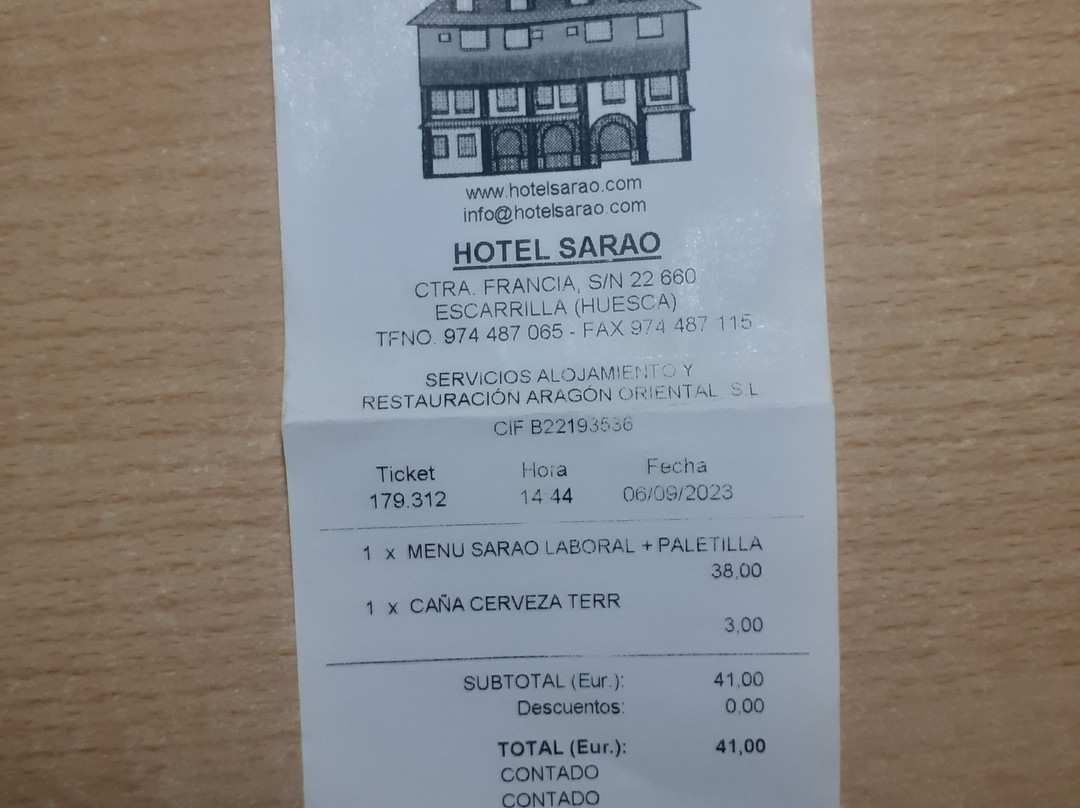 www.hotelsarao.com
info@hotelsarao.com
HOTEL SARAO
CTRA. FRANCIA, S/N 22 660
ESCARRILLA (HUESCA)
TFNO. 974 487 065 - FAX 974 487 115
SERVICIOS ALOJAMIENTO Y
RESTAURACIÓN ARAGÓN ORIENTAL, S.L.
CIF B22193536
Ticket Hora Fecha
179.312 14:44 06/09/2023
1 x MENU SARAO LABORAL + PALETILLA
38,00
1 x CAÑA CERVEZA TERR
3,00
SUBTOTAL (Eur.): 41,00
Descuentos: 0,00
TOTAL (Eur.): 41,00
CONTADO
CONTADO